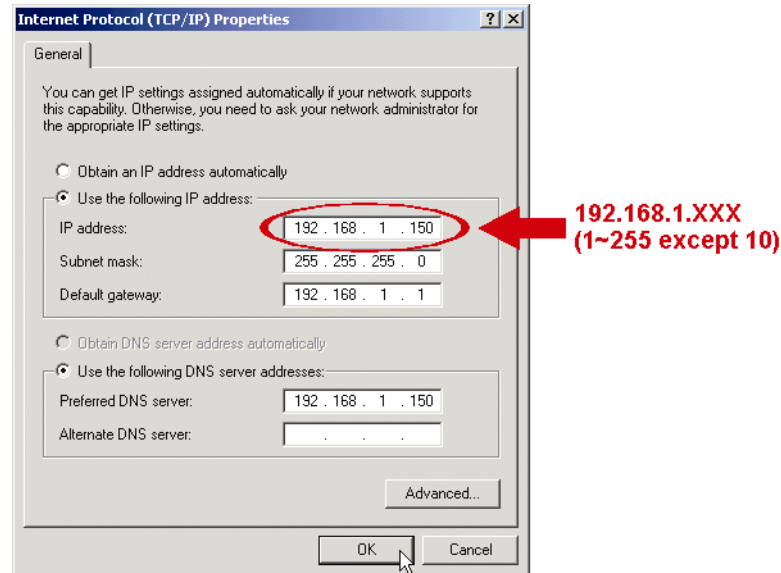 Internet Protocol (TCP/IP) Properties
General
You can get IP settings assigned automatically if your network supports
this capability. Otherwise, you need to ask your network administrator for
the appropriate IP settings.
Obtain an IP address automatically
Use the following IP address:
IP address: 192 . 168 . 1 . 150
192.168.1.XXX
(1~255 except 10)
Subnet mask: 255 . 255 . 255 . 0
Default gateway: 192 . 168 . 1 . 1
Obtain DNS server address automatically
Use the following DNS server addresses:
Preferred DNS server: 192 . 168 . 1 . 150
Alternate DNS server: . . .
Advanced...
OK Cancel